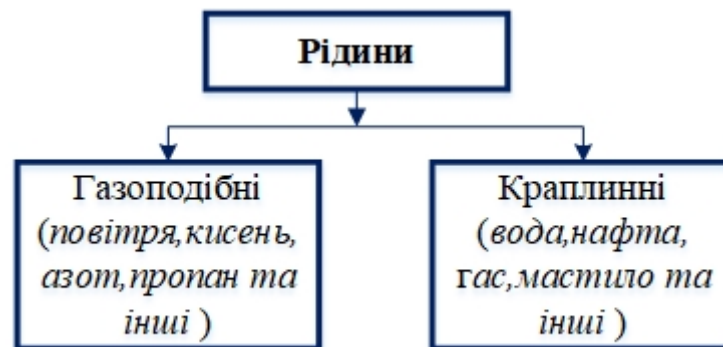 Рідини
Газоподібні
(повітря,кисень,
азот,пропан та
інші )
Краплинні
(вода,нафта,
гас,мастило та
інші )